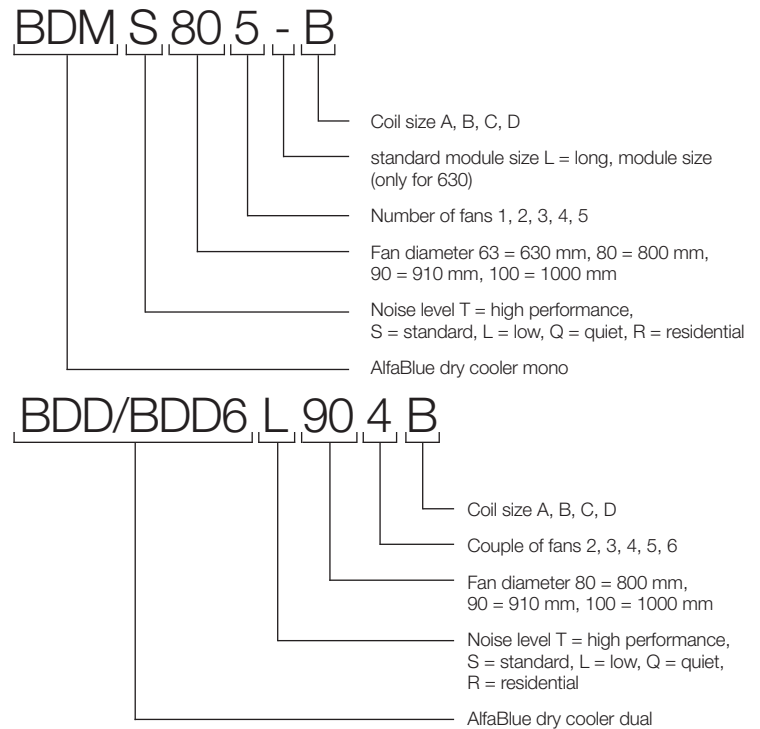 BDM S 80 5 - B
Coil size A, B, C, D
standard module size L = long, module size
(only for 630)
Number of fans 1, 2, 3, 4, 5
Fan diameter 63 = 630 mm, 80 = 800 mm,
90 = 910 mm, 100 = 1000 mm
Noise level T = high performance,
S = standard, L = low, Q = quiet, R = residential
AlfaBlue dry cooler mono
BDD/BDD6 L 90 4 B
Coil size A, B, C, D
Couple of fans 2, 3, 4, 5, 6
Fan diameter 80 = 800 mm,
90 = 910 mm, 100 = 1000 mm
Noise level T = high performance,
S = standard, L = low, Q = quiet,
R = residential
AlfaBlue dry cooler dual